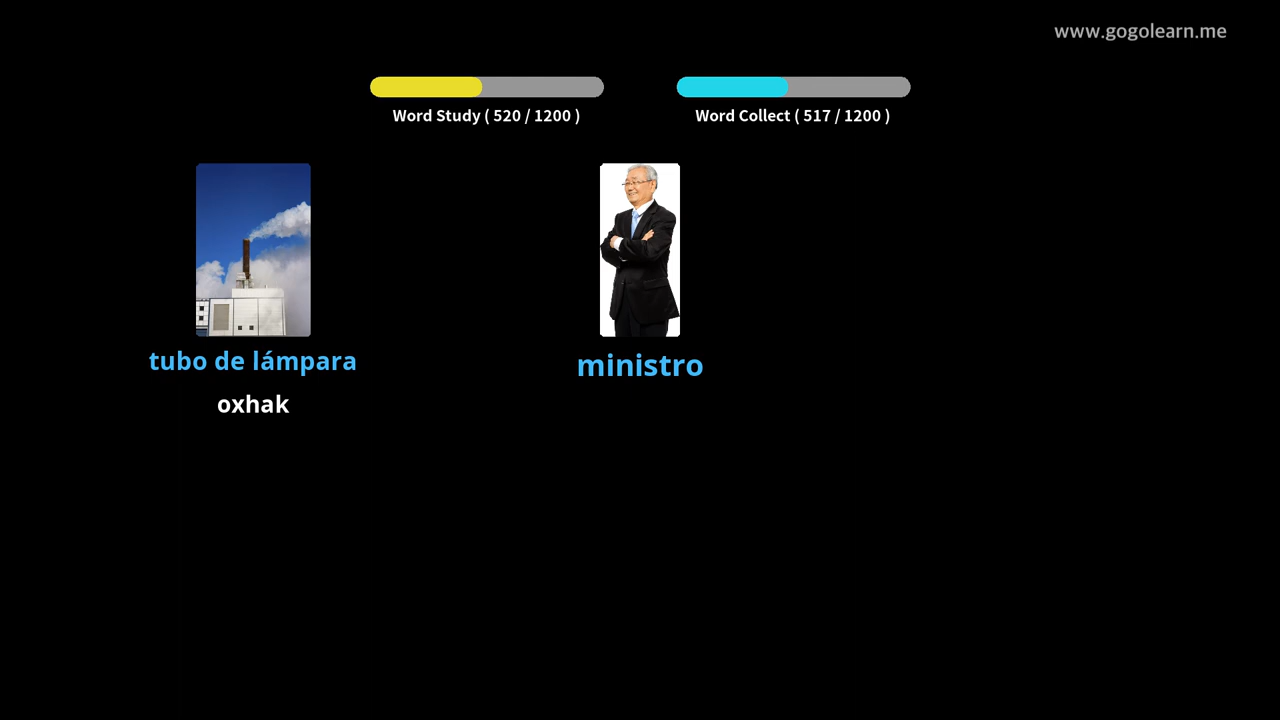 www.gogolearn.me
Word Study ( 520 / 1200 )
Word Collect ( 517 / 1200 )
tubo de lámpara
ministro
oxhak